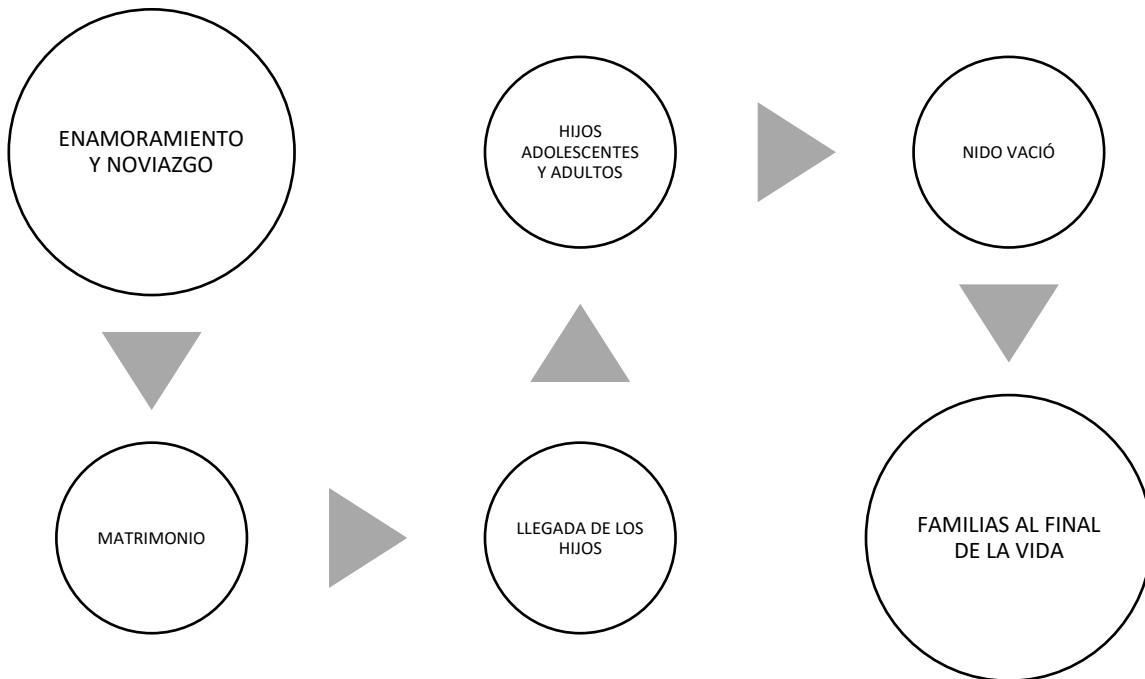 ENAMORAMIENTO
Y NOVIAZGO
MATRIMONIO
LLEGADA DE LOS
HIJOS
HIJOS
ADOLESCENTES
Y ADULTOS
NIDO VACIÓ
FAMILIAS AL FINAL
DE LA VIDA